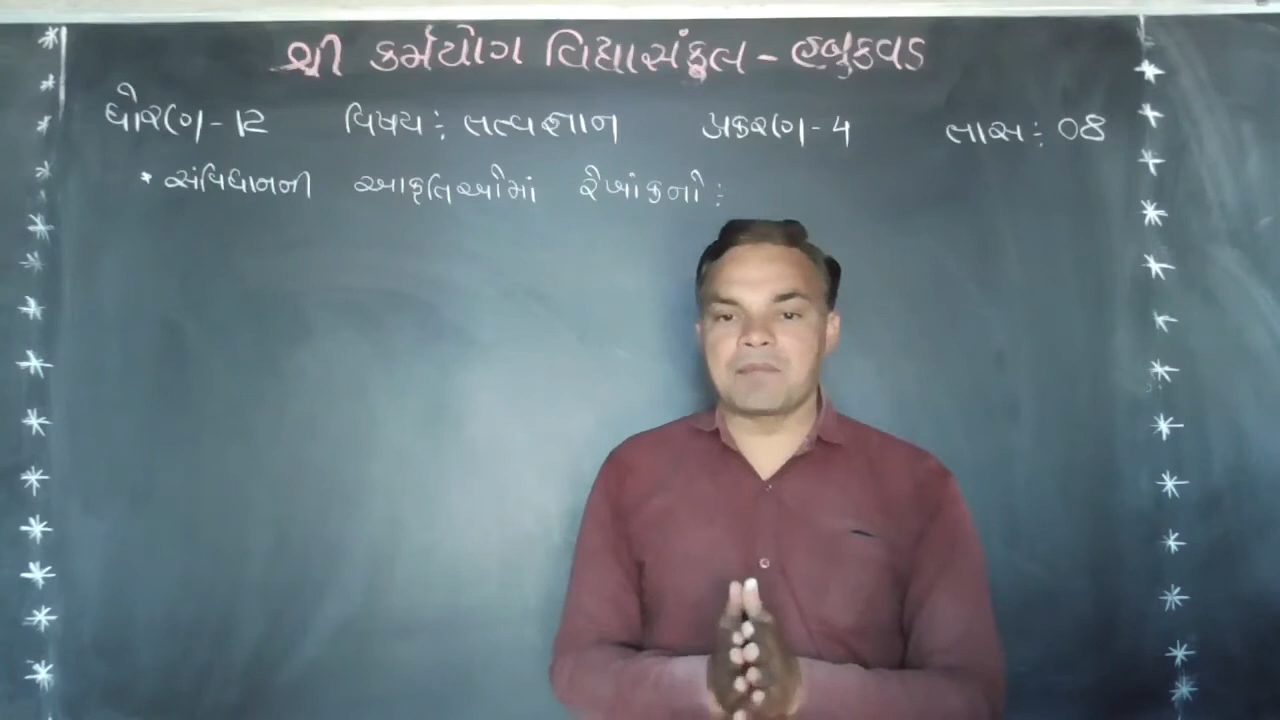 શ્રી કર્મયોગ વિદ્યાસંકુલ - હબુકવડ
ધોરણ - 12 વિષય : તત્વજ્ઞાન પ્રકરણ - 4 તાસ : 08
* સંવિધાનની આકૃતિઓમાં રેખાંકનો :